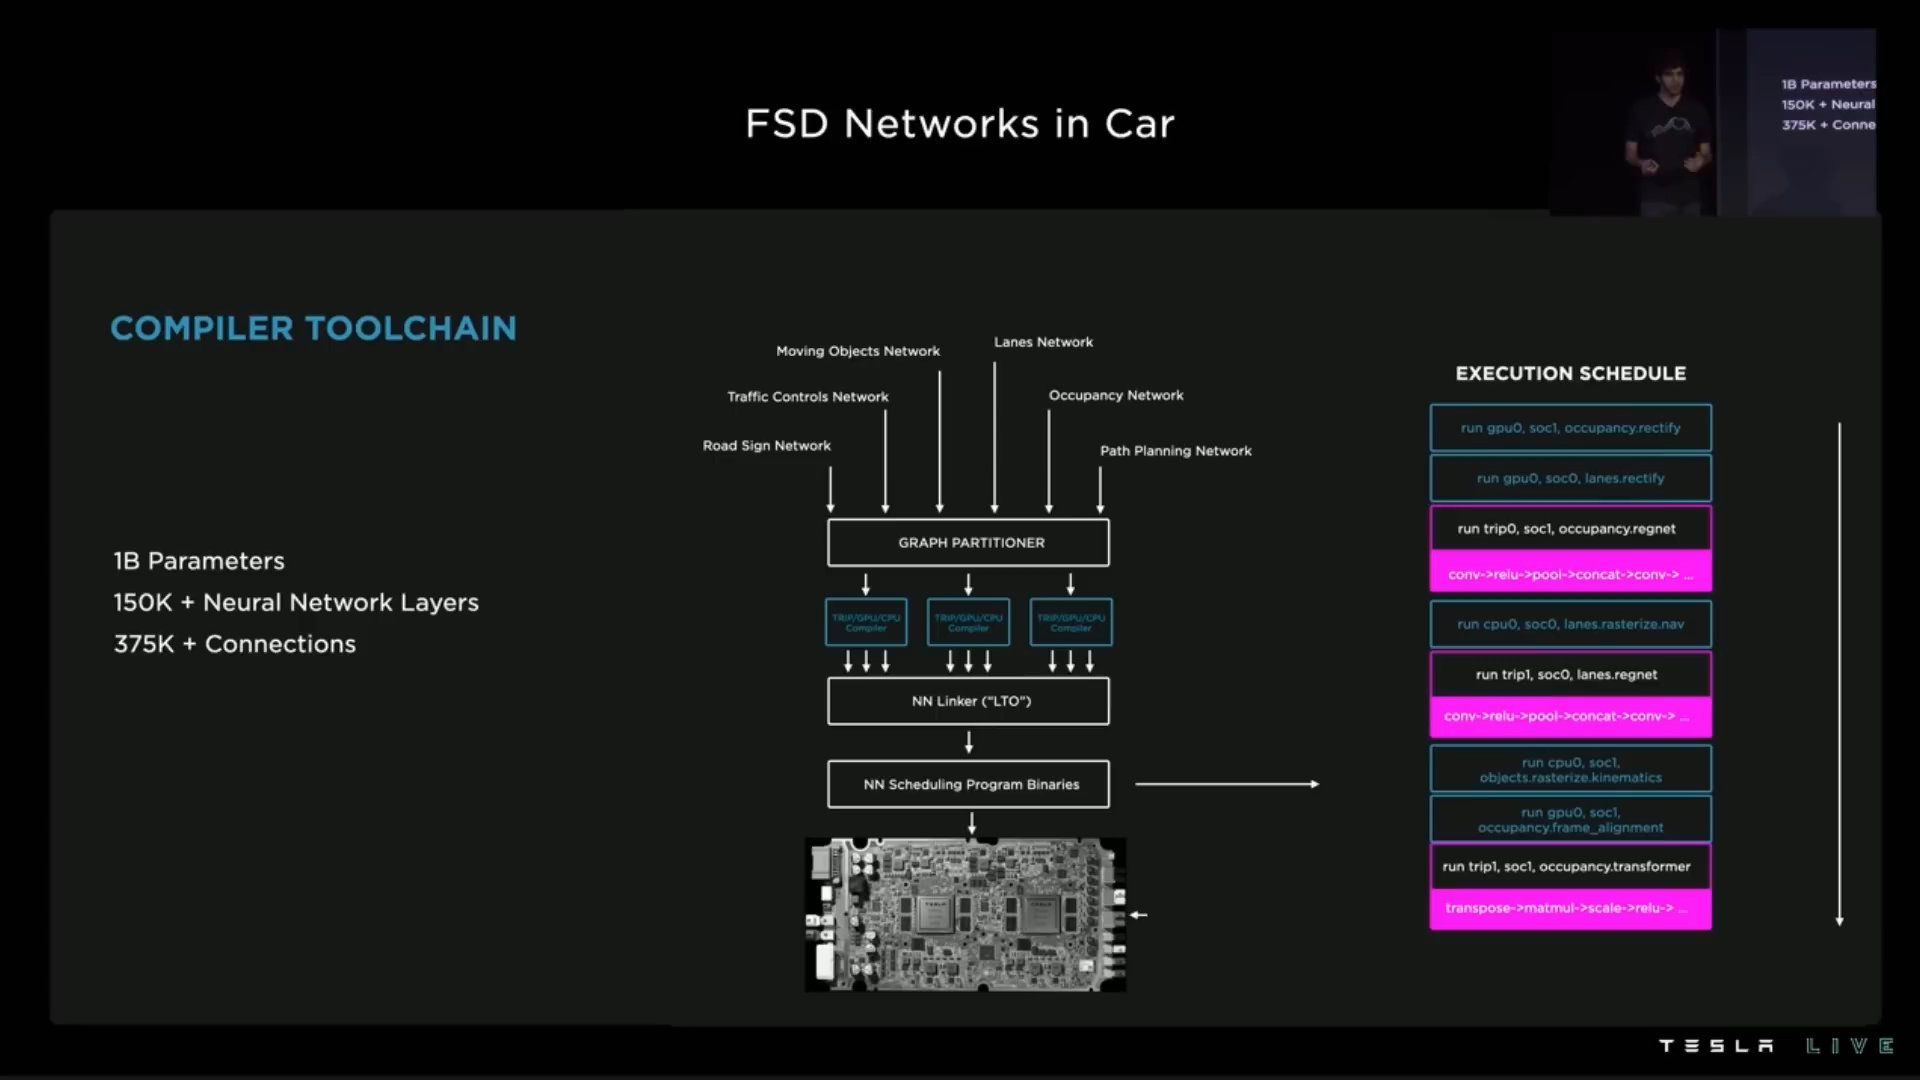 FSD Networks in Car
1B Parameters
150K + Neural
375K + Conne
COMPILER TOOLCHAIN
1B Parameters
150K + Neural Network Layers
375K + Connections
Lanes Network
Moving Objects Network
Traffic Controls Network
Occupancy Network
Road Sign Network
Path Planning Network
GRAPH PARTITIONER
TRIP/GPU/CPU
Compiler
TRIP/GPU/CPU
Compiler
TRIP/GPU/CPU
Compiler
NN Linker ("LTO")
NN Scheduling Program Binaries
TESLA
TESLA
EXECUTION SCHEDULE
run gpu0, soc1, occupancy.rectify
run gpu0, soc0, lanes.rectify
run trip0, soc1, occupancy.regnet
conv->relu->pool->concat->conv-> ...
run cpu0, soc0, lanes.rasterize.nav
run trip1, soc0, lanes.regnet
conv->relu->pool->concat->conv-> ...
run cpu0, soc1,
objects.rasterize.kinematics
run gpu0, soc1,
occupancy.frame_alignment
run trip1, soc1, occupancy.transformer
transpose->matmul->scale->relu-> ...
TESLA LIVE